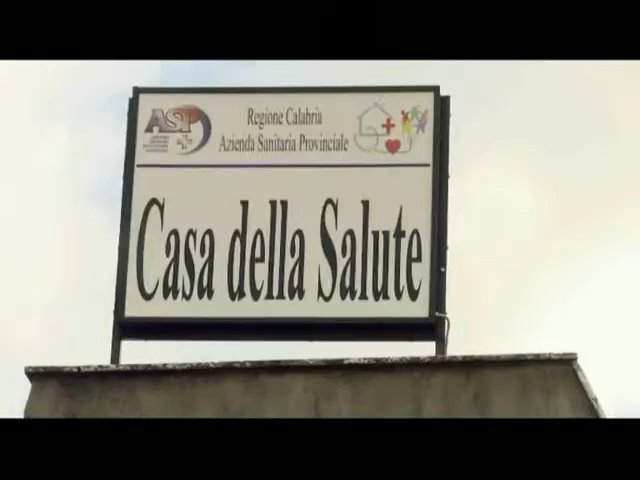 ASP
Regione Calabria
Azienda Sanitaria Provinciale
Casa della Salute